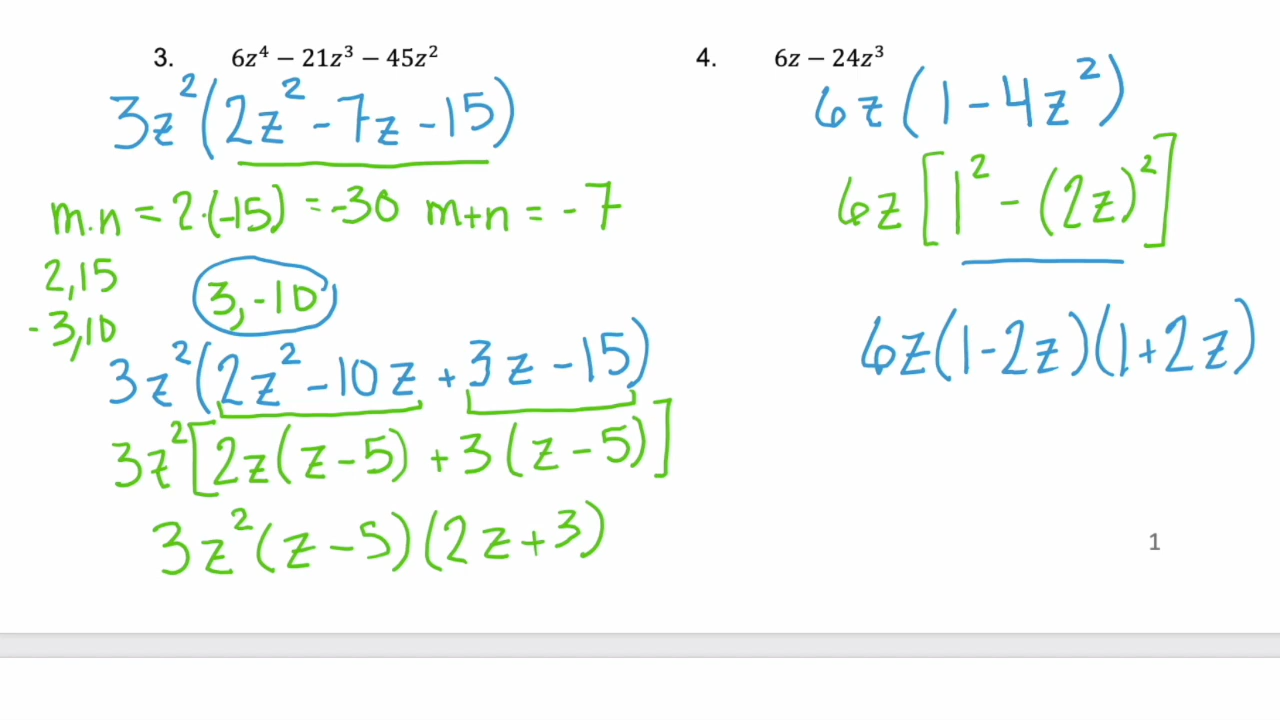 3. 6z⁴ − 21z³ − 45z²
3z²(2z² - 7z - 15)
m·n = 2·(-15) = -30 m+n = -7
2,15
-3,10
3,-10
3z²(2z² - 10z + 3z - 15)
3z²[2z(z - 5) + 3(z - 5)]
3z²(z - 5)(2z + 3)
4. 6z − 24z³
6z(1 - 4z²)
6z[1² - (2z)²]
6z(1 - 2z)(1 + 2z)
1